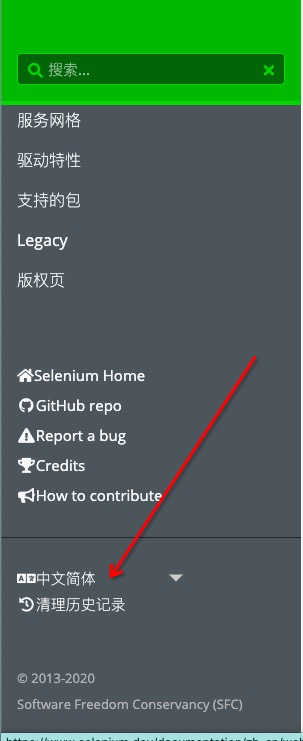 搜索...
服务网格
驱动特性
支持的包
Legacy
版权页
Selenium Home
GitHub repo
Report a bug
Credits
How to contribute
中文简体
清理历史记录
© 2013-2020
Software Freedom Conservancy (SFC)